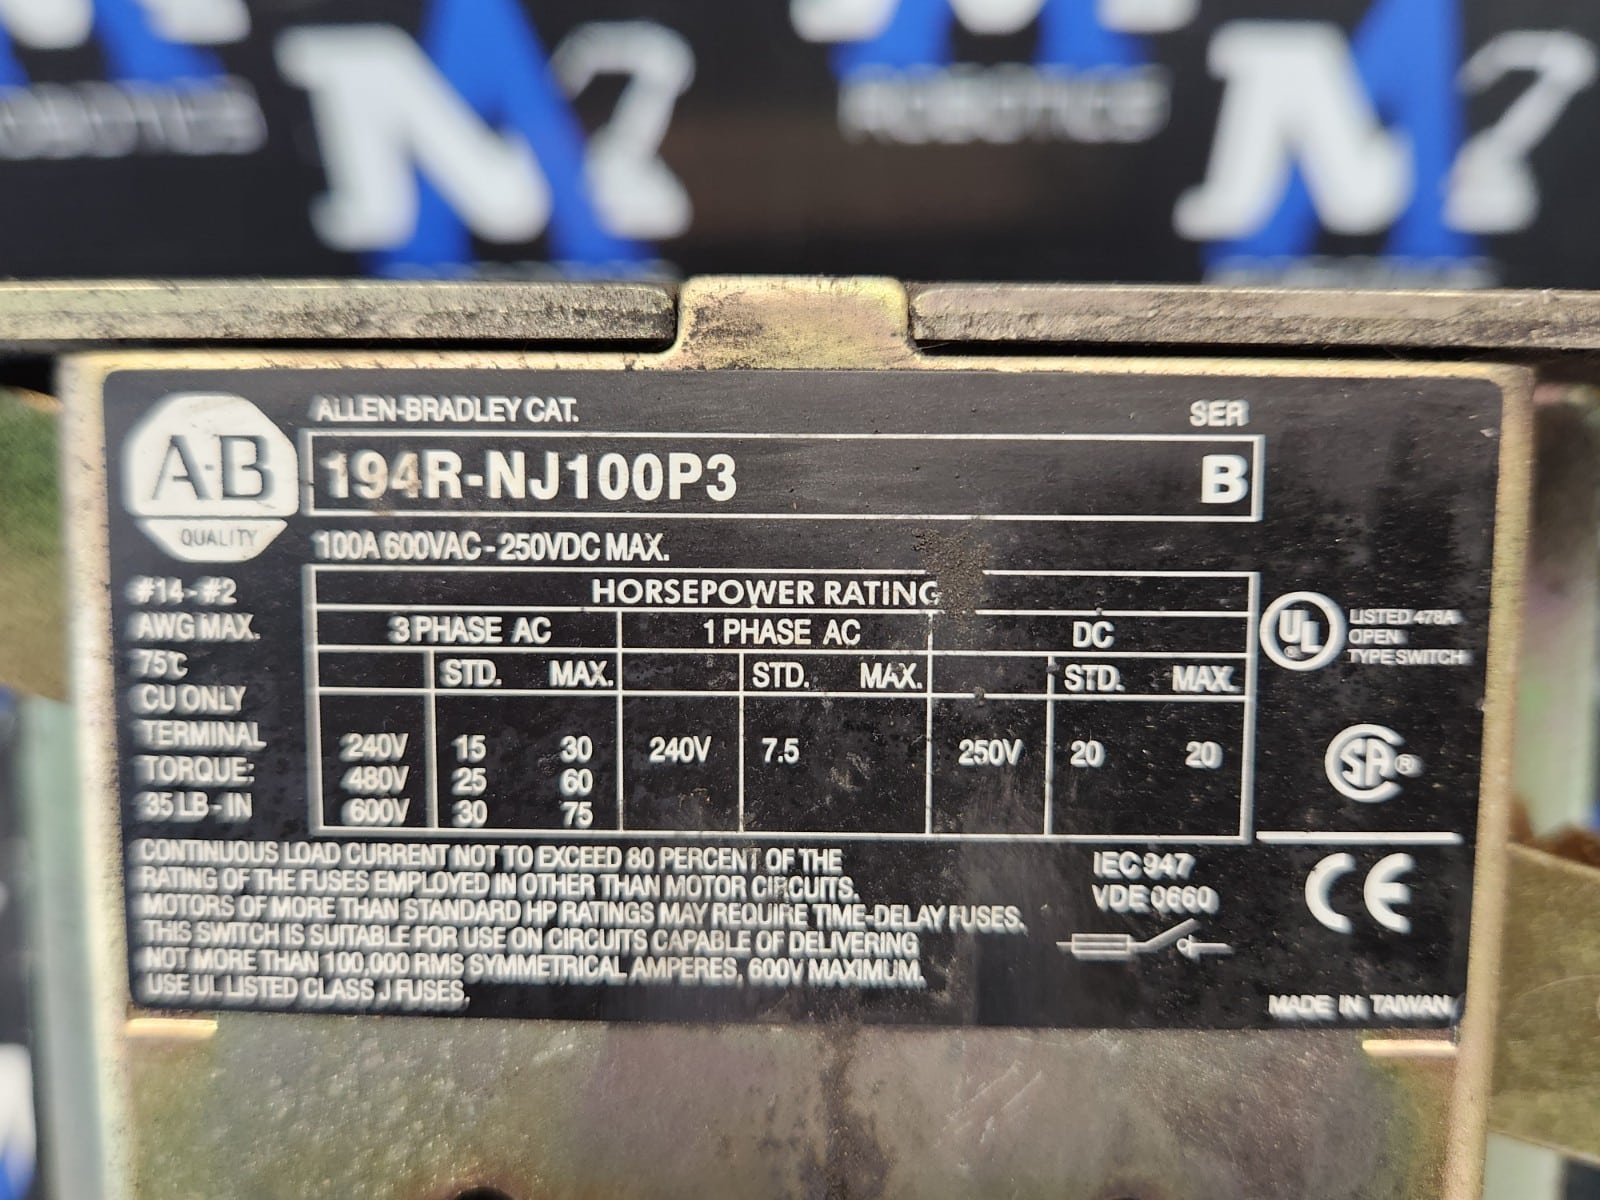 ROBOTICS
ALLEN-BRADLEY CAT. SER
A-B
QUALITY
194R-NJ100P3 B
100A 600VAC - 250VDC MAX.
#14 - #2
AWG MAX.
75°C
CU ONLY
TERMINAL
TORQUE:
35 LB - IN
HORSEPOWER RATING
3 PHASE AC 1 PHASE AC DC
STD. MAX. STD. MAX. STD. MAX.
240V 15 30 240V 7.5 250V 20 20
480V 25 60
600V 30 75
UL
LISTED 478A
OPEN
TYPE SWITCH
SA®
CONTINUOUS LOAD CURRENT NOT TO EXCEED 80 PERCENT OF THE
RATING OF THE FUSES EMPLOYED IN OTHER THAN MOTOR CIRCUITS.
MOTORS OF MORE THAN STANDARD HP RATINGS MAY REQUIRE TIME-DELAY FUSES.
THIS SWITCH IS SUITABLE FOR USE ON CIRCUITS CAPABLE OF DELIVERING
NOT MORE THAN 100,000 RMS SYMMETRICAL AMPERES, 600V MAXIMUM.
USE UL LISTED CLASS J FUSES.
IEC 947
VDE 0660
CE
MADE IN TAIWAN